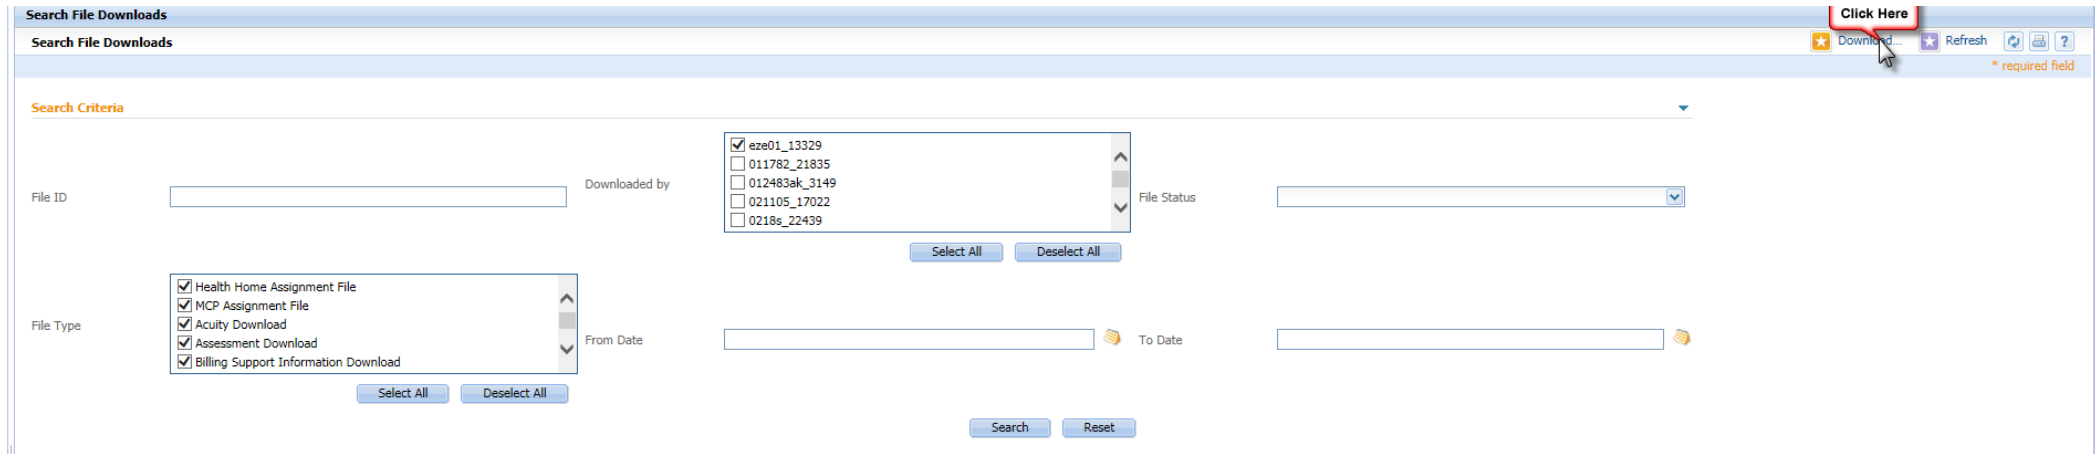 Search File Downloads
Click Here
Search File Downloads
Download... Refresh ?
* required field
Search Criteria
File ID
Downloaded by
eze01_13329
011782_21835
012483ak_3149
021105_17022
0218s_22439
Select All Deselect All
File Status
File Type
Health Home Assignment File
MCP Assignment File
Acuity Download
Assessment Download
Billing Support Information Download
Select All Deselect All
From Date
To Date
Search Reset